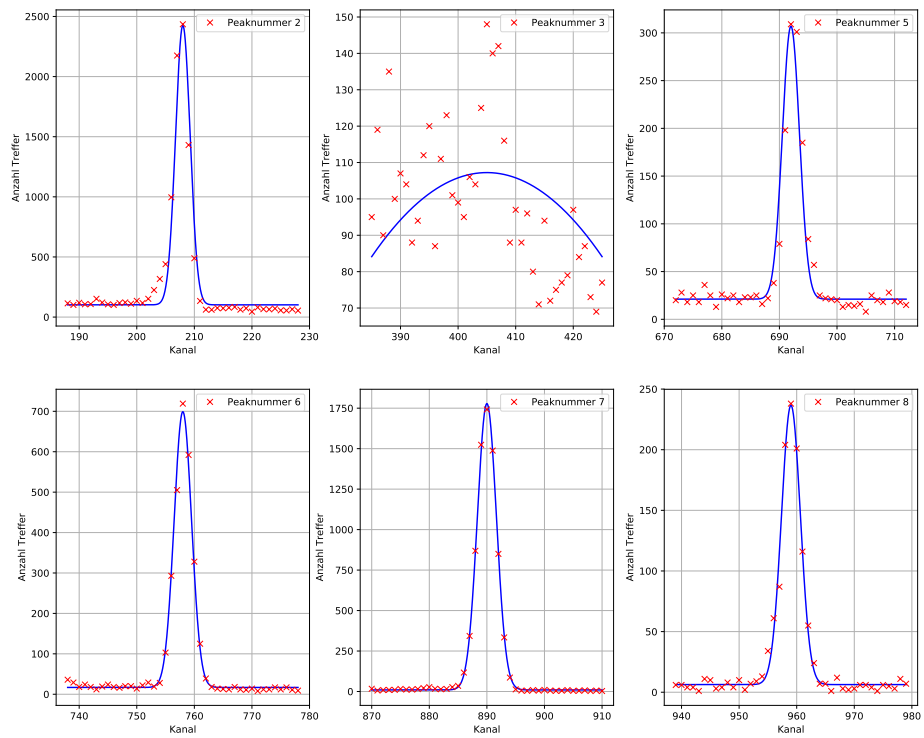 Peaknummer 2
Anzahl Treffer
2500
2000
1500
1000
500
0
190 200 210 220 230
Kanal
Peaknummer 3
Anzahl Treffer
150
140
130
120
110
100
90
80
70
390 400 410 420
Kanal
Peaknummer 5
Anzahl Treffer
300
250
200
150
100
50
0
670 680 690 700 710
Kanal
Peaknummer 6
Anzahl Treffer
700
600
500
400
300
200
100
0
740 750 760 770 780
Kanal
Peaknummer 7
Anzahl Treffer
1750
1500
1250
1000
750
500
250
0
870 880 890 900 910
Kanal
Peaknummer 8
Anzahl Treffer
250
200
150
100
50
0
940 950 960 970 980
Kanal